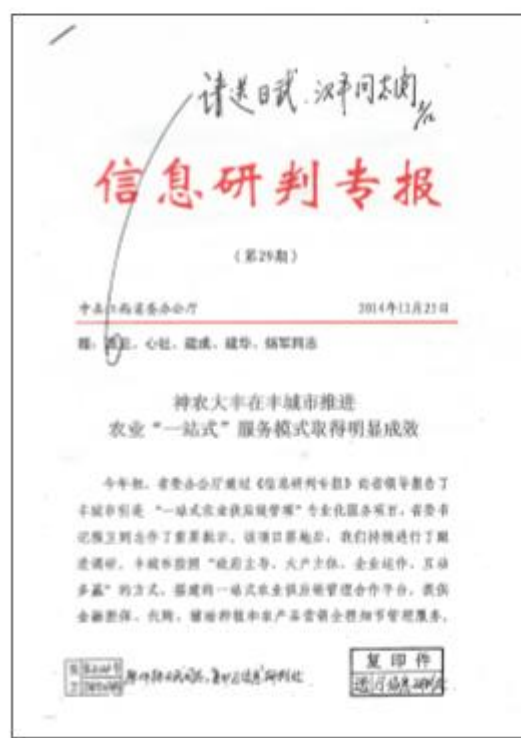 请送日武、汉平同志阅
信息研判专报
（第29期）
中共江西省委办公厅
2014年12月22日
神农大丰在丰城市推进
农业“一站式”服务模式取得明显成效
今年初，省委办公厅通过《信息研判专报》向省领导报告了
丰城市引进“一站式农业供应链管理”专业化服务项目，省委书
记强卫同志作了重要批示。该项目落地后，我们持续进行了跟
进调研。丰城市按照“政府主导、大户主体、企业运作、互动
多赢”的方式，搭建的一站式农业供应链管理合作平台，提供
金融担保、代购、辅助种植和农产品营销全程细节管理服务，
复印件